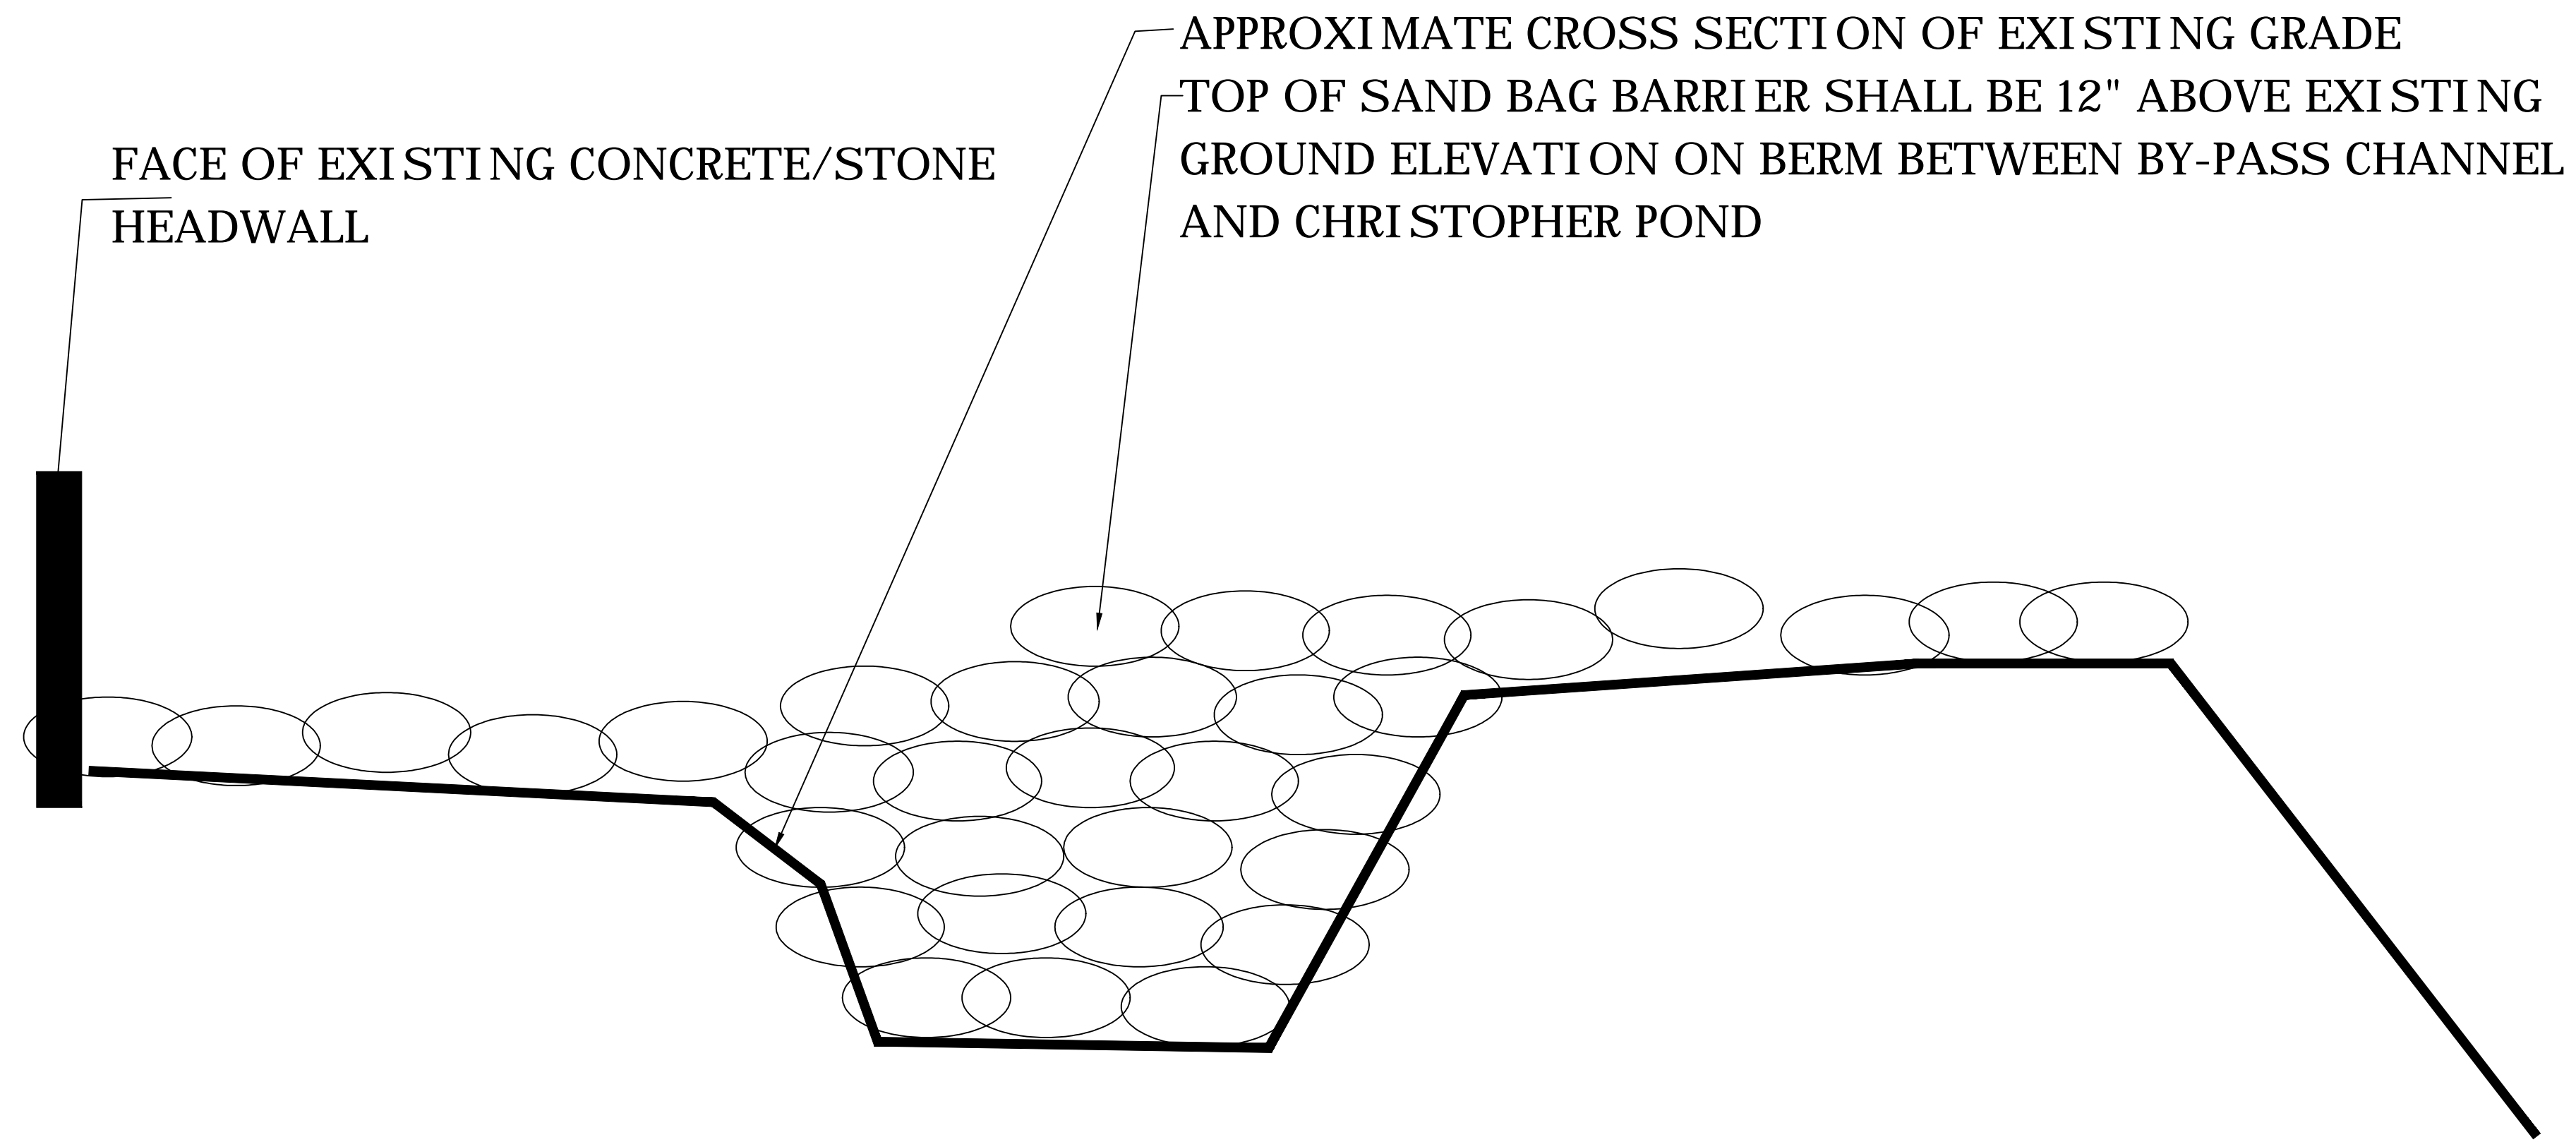 APPROXIMATE CROSS SECTION OF EXISTING GRADE
TOP OF SAND BAG BARRIER SHALL BE 12" ABOVE EXISTING
GROUND ELEVATION ON BERM BETWEEN BY-PASS CHANNEL
AND CHRISTOPHER POND
FACE OF EXISTING CONCRETE/STONE
HEADWALL